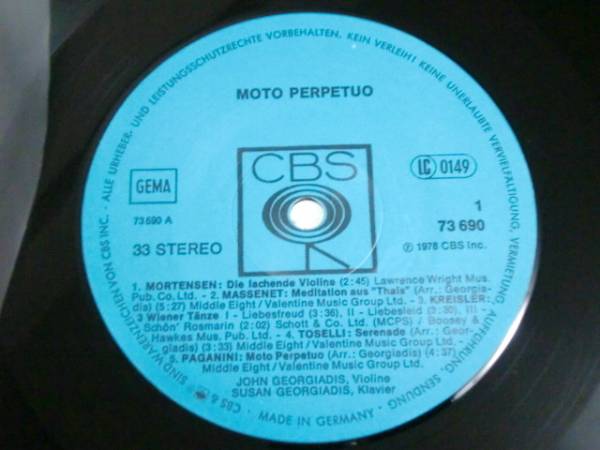 ALLE URHEBER- UND LEISTUNGSSCHUTZRECHTE VORBEHALTEN. KEIN VERLEIH! KEINE UNERLAUBTE VERVIELFÄLTIGUNG, VERMIETUNG, AUFFÜHRUNG, SENDUNG
MOTO PERPETUO
CBS
GEMA
LC 0149
73 690 A
1
73 690
33 STEREO
℗ 1978 CBS Inc.
1. MORTENSEN: Die lachende Violine (2:45) Lawrence Wright Mus.
Pub. Co. Ltd. - 2. MASSENET: Meditation aus "Thais" (Arr.: Georgia-
dis) (5:27) Middle Eight/Valentine Music Group Ltd. - 3. KREISLER:
3 Wiener Tänze I - Liebesfreud (3:36), II - Liebesleid (3:30), III -
Schön' Rosmarin (2:02) Schott & Co. Ltd. (MCPS) / Boosey &
Hawkes Mus. Pub. Ltd. - 4. TOSELLI: Serenade (Arr.: Geor-
giadis) (3:33) Middle Eight/Valentine Music Group Ltd. -
5. PAGANINI: Moto Perpetuo (Arr.: Georgiadis) (4:37)
Middle Eight/Valentine Music Group Ltd.
JOHN GEORGIADIS, Violine
SUSAN GEORGIADIS, Klavier
CBS & SIND WARENZEICHEN VON CBS INC.
MADE IN GERMANY